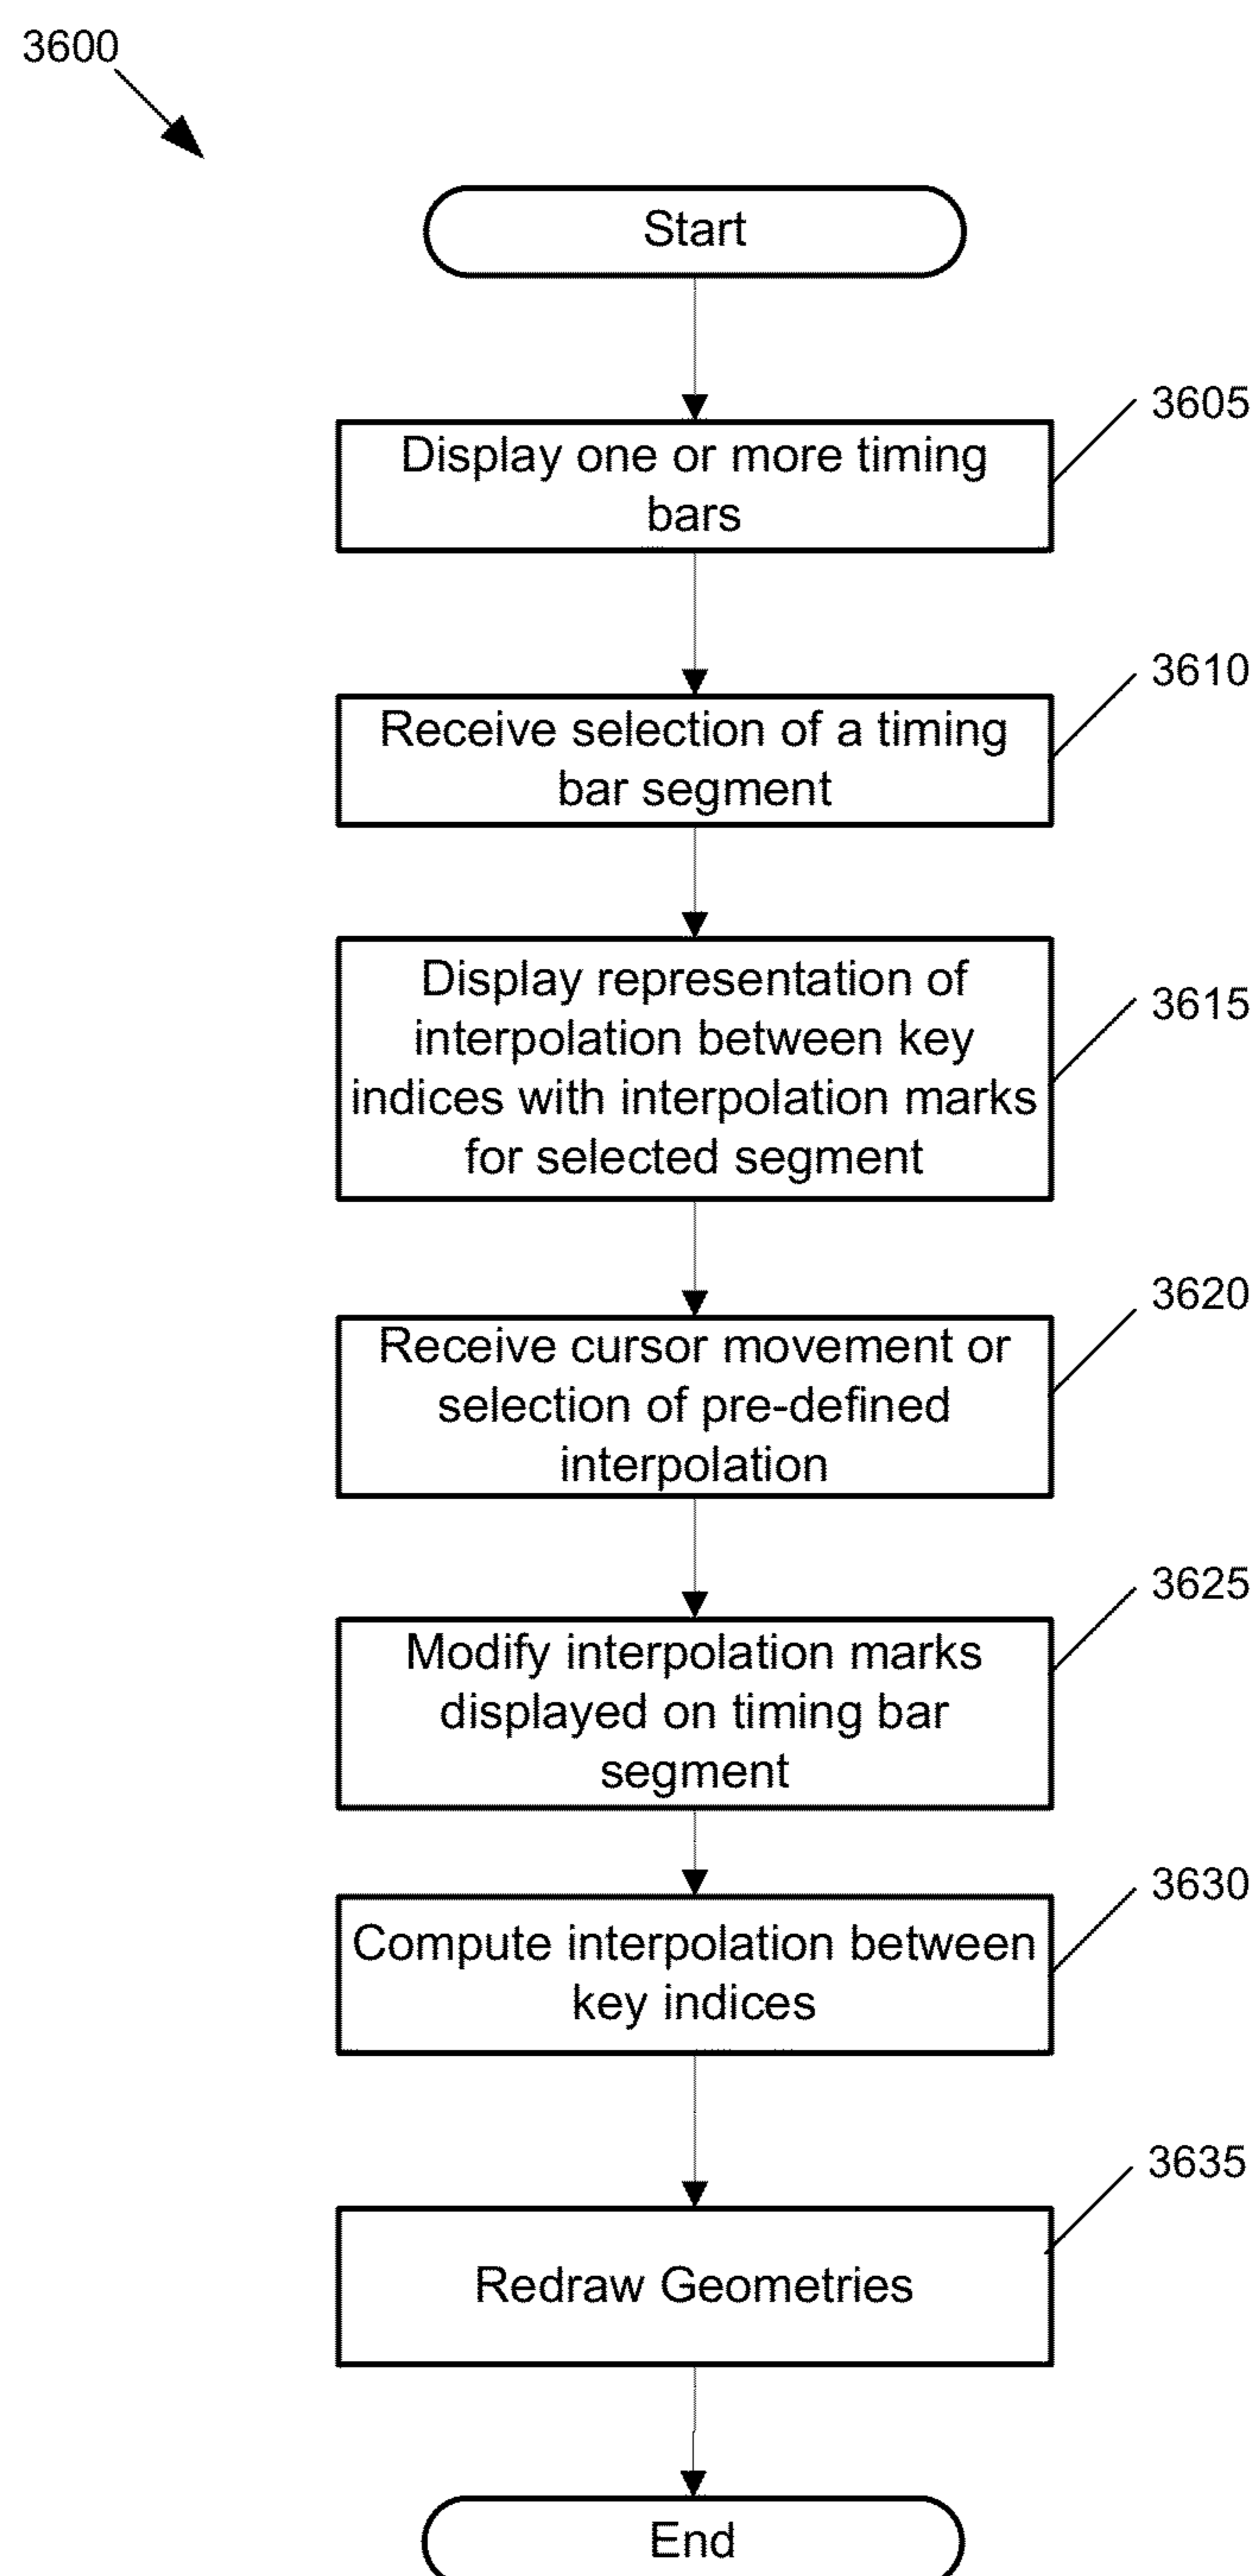 3600
Start
3605
Display one or more timing
bars
3610
Receive selection of a timing
bar segment
Display representation of
interpolation between key
indices with interpolation marks
for selected segment
3615
3620
Receive cursor movement or
selection of pre-defined
interpolation
3625
Modify interpolation marks
displayed on timing bar
segment
3630
Compute interpolation between
key indices
3635
Redraw Geometries
End